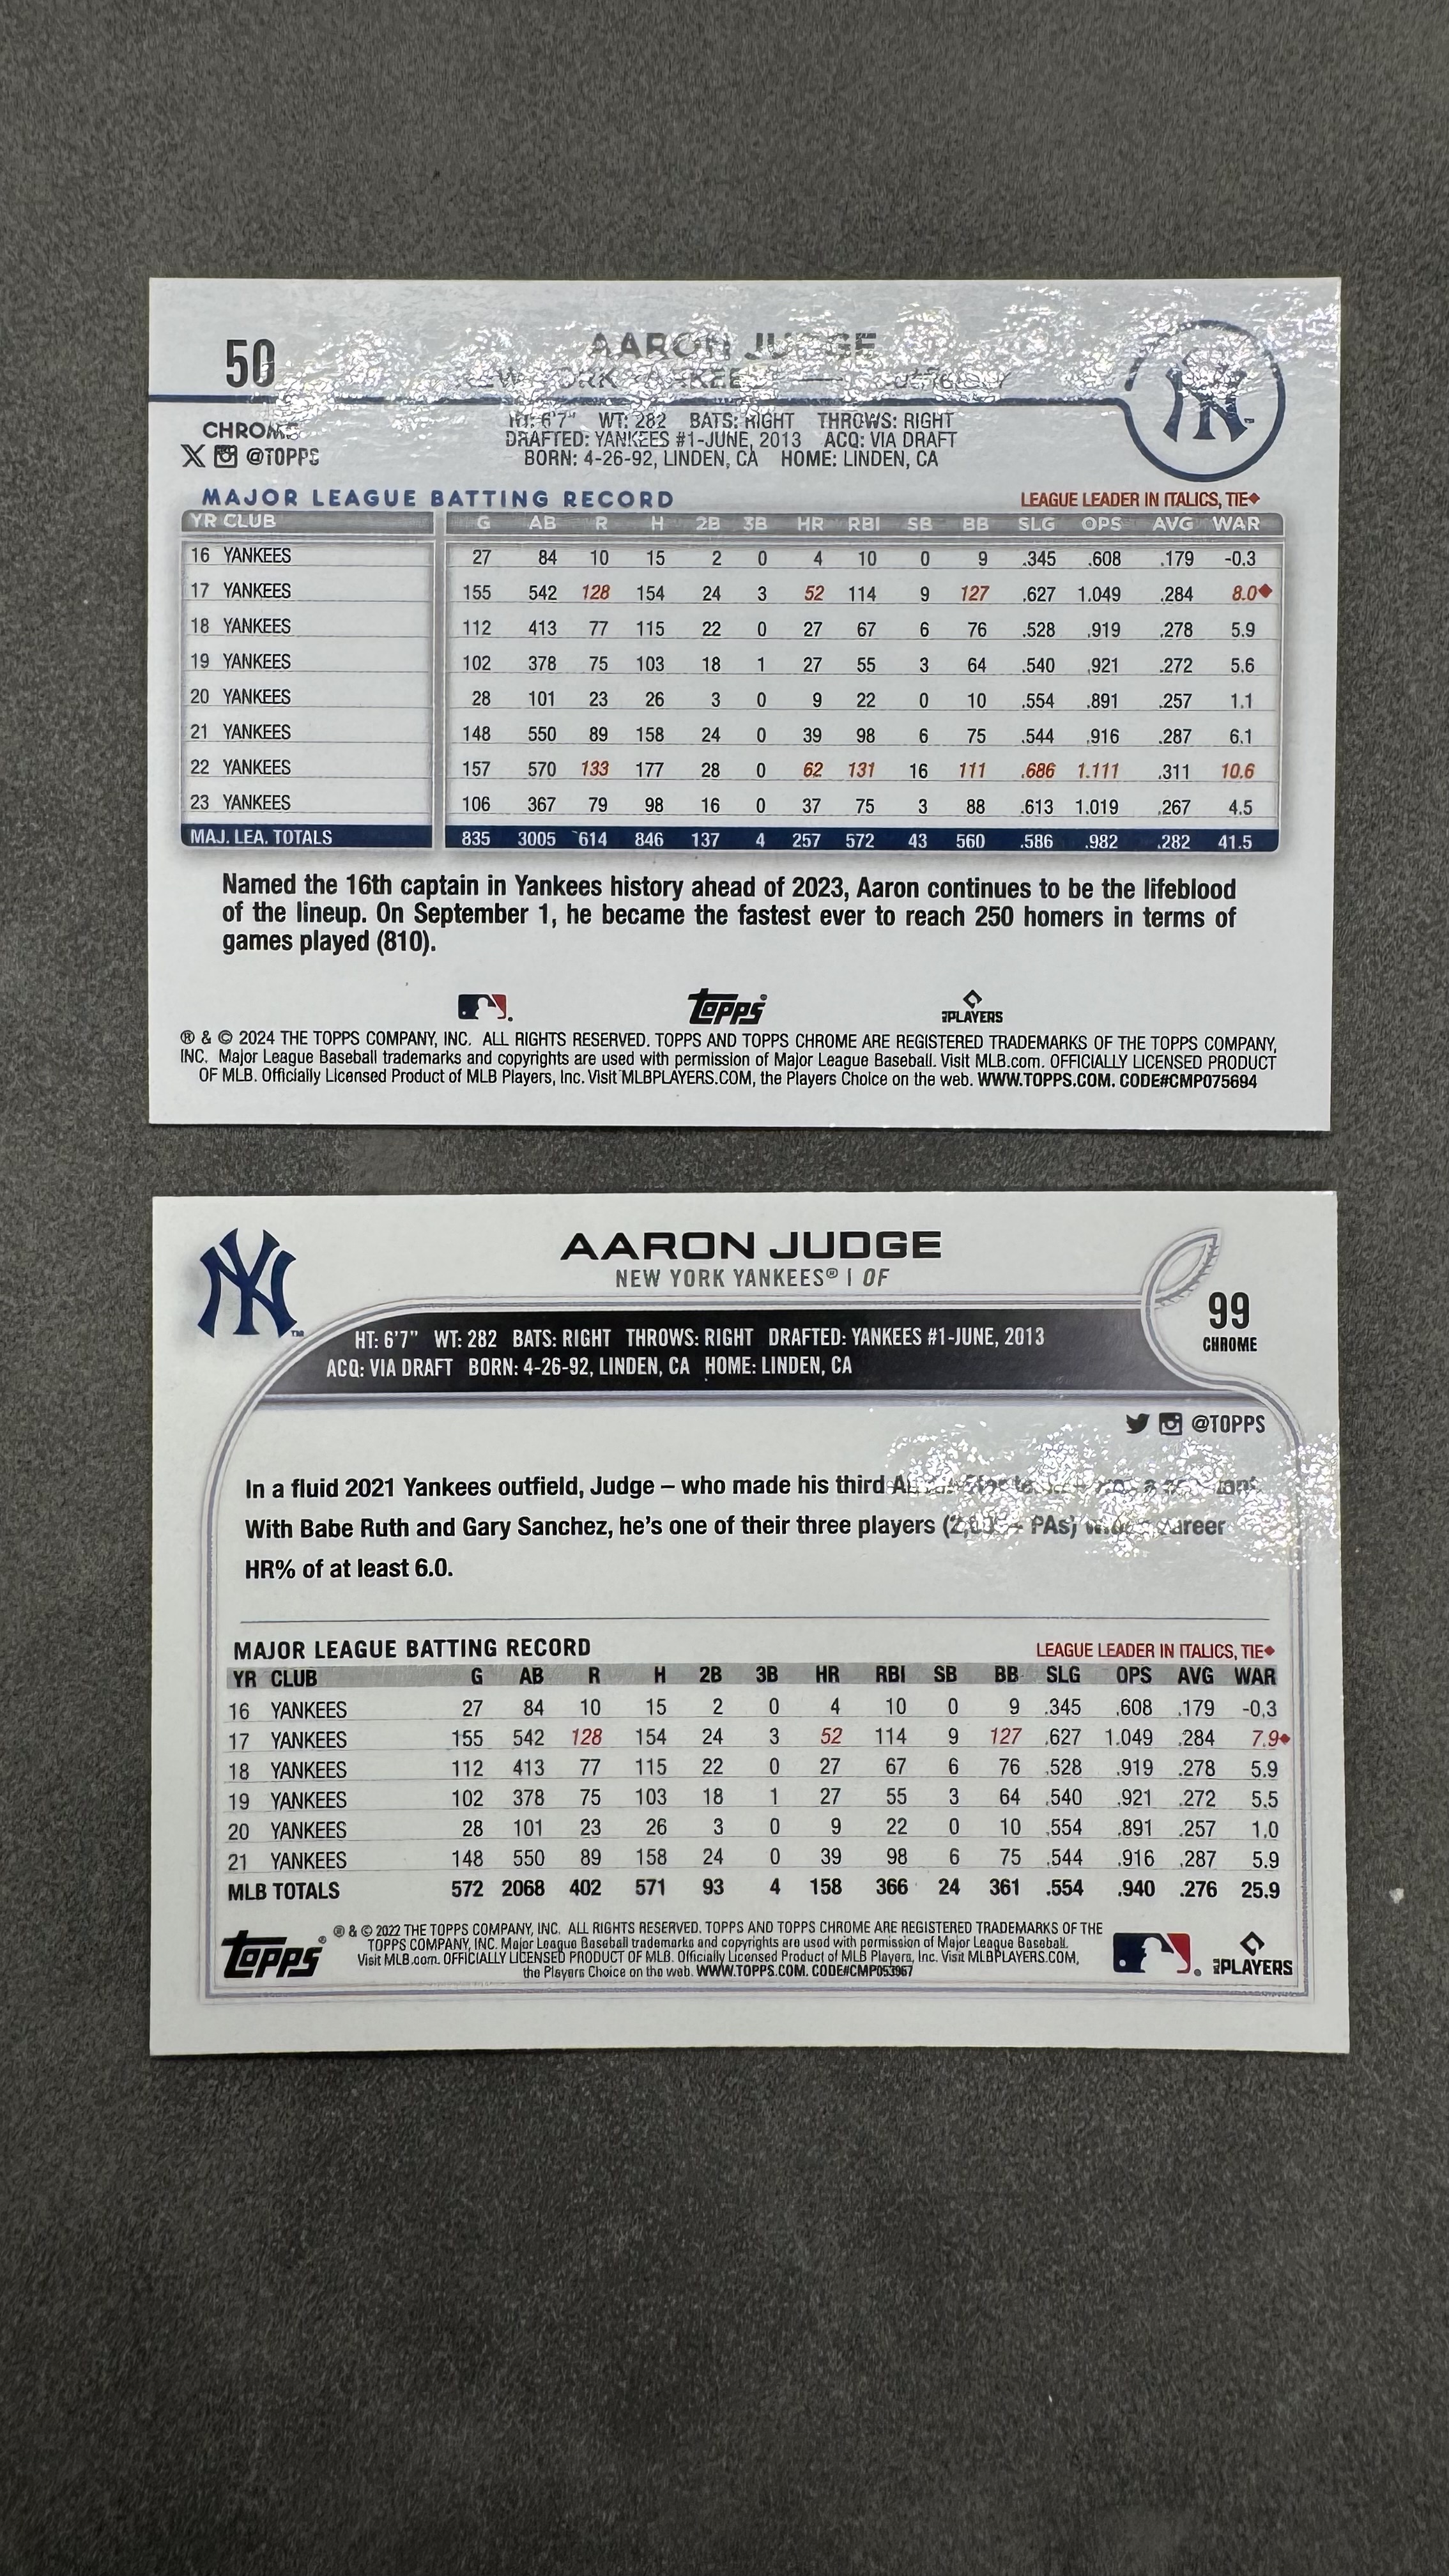 50
AARON JUDGE
NEW YORK YANKEES
CHROME
@TOPPS
HT: 6'7" WT: 282 BATS: RIGHT THROWS: RIGHT
DRAFTED: YANKEES #1-JUNE, 2013 ACQ: VIA DRAFT
BORN: 4-26-92, LINDEN, CA HOME: LINDEN, CA
NY
MAJOR LEAGUE BATTING RECORD LEAGUE LEADER IN ITALICS, TIE◆
YR CLUB G AB R H 2B 3B HR RBI SB BB SLG OPS AVG WAR
16 YANKEES 27 84 10 15 2 0 4 10 0 9 .345 .608 .179 -0.3
17 YANKEES 155 542 128 154 24 3 52 114 9 127 .627 1.049 .284 8.0◆
18 YANKEES 112 413 77 115 22 0 27 67 6 76 .528 .919 .278 5.9
19 YANKEES 102 378 75 103 18 1 27 55 3 64 .540 .921 .272 5.6
20 YANKEES 28 101 23 26 3 0 9 22 0 10 .554 .891 .257 1.1
21 YANKEES 148 550 89 158 24 0 39 98 6 75 .544 .916 .287 6.1
22 YANKEES 157 570 133 177 28 0 62 131 16 111 .686 1.111 .311 10.6
23 YANKEES 106 367 79 98 16 0 37 75 3 88 .613 1.019 .267 4.5
MAJ. LEA. TOTALS 835 3005 614 846 137 4 257 572 43 560 .586 .982 .282 41.5
Named the 16th captain in Yankees history ahead of 2023, Aaron continues to be the lifeblood
of the lineup. On September 1, he became the fastest ever to reach 250 homers in terms of
games played (810).
Topps PLAYERS
® & © 2024 THE TOPPS COMPANY, INC. ALL RIGHTS RESERVED. TOPPS AND TOPPS CHROME ARE REGISTERED TRADEMARKS OF THE TOPPS COMPANY,
INC. Major League Baseball trademarks and copyrights are used with permission of Major League Baseball. Visit MLB.com. OFFICIALLY LICENSED PRODUCT
OF MLB. Officially Licensed Product of MLB Players, Inc. Visit MLBPLAYERS.COM, the Players Choice on the web. WWW.TOPPS.COM. CODE#CMP075694
NY™
AARON JUDGE
NEW YORK YANKEES® | OF
99
CHROME
HT: 6'7" WT: 282 BATS: RIGHT THROWS: RIGHT DRAFTED: YANKEES #1-JUNE, 2013
ACQ: VIA DRAFT BORN: 4-26-92, LINDEN, CA HOME: LINDEN, CA
@TOPPS
In a fluid 2021 Yankees outfield, Judge – who made his third
With Babe Ruth and Gary Sanchez, he's one of their three players PAs) career
HR% of at least 6.0.
MAJOR LEAGUE BATTING RECORD LEAGUE LEADER IN ITALICS, TIE◆
YR CLUB G AB R H 2B 3B HR RBI SB BB SLG OPS AVG WAR
16 YANKEES 27 84 10 15 2 0 4 10 0 9 .345 .608 .179 -0.3
17 YANKEES 155 542 128 154 24 3 52 114 9 127 .627 1.049 .284 7.9◆
18 YANKEES 112 413 77 115 22 0 27 67 6 76 .528 .919 .278 5.9
19 YANKEES 102 378 75 103 18 1 27 55 3 64 .540 .921 .272 5.5
20 YANKEES 28 101 23 26 3 0 9 22 0 10 .554 .891 .257 1.0
21 YANKEES 148 550 89 158 24 0 39 98 6 75 .544 .916 .287 5.9
MLB TOTALS 572 2068 402 571 93 4 158 366 24 361 .554 .940 .276 25.9
Topps®
® & © 2022 THE TOPPS COMPANY, INC. ALL RIGHTS RESERVED. TOPPS AND TOPPS CHROME ARE REGISTERED TRADEMARKS OF THE
TOPPS COMPANY, INC. Major League Baseball trademarks and copyrights are used with permission of Major League Baseball.
Visit MLB.com. OFFICIALLY LICENSED PRODUCT OF MLB. Officially Licensed Product of MLB Players, Inc. Visit MLBPLAYERS.COM,
the Players Choice on the web. WWW.TOPPS.COM. CODE#CMP053967
PLAYERS